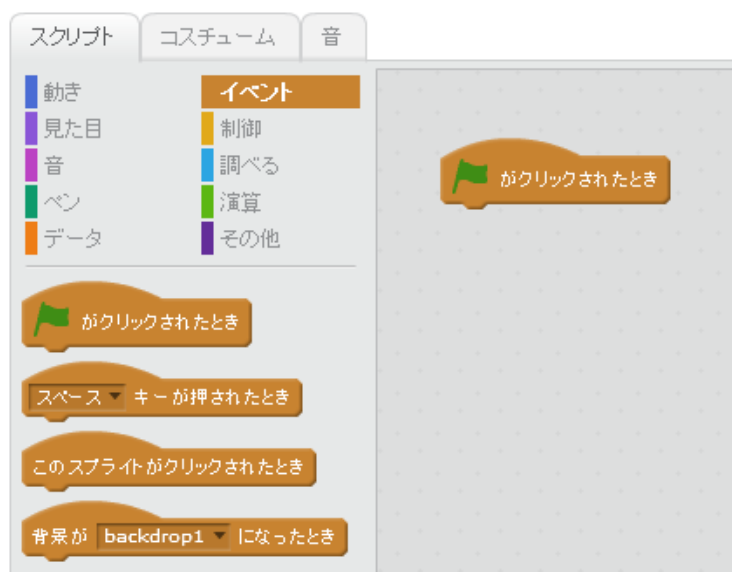 スクリプト コスチューム 音
動き イベント
見た目 制御
音 調べる
ペン 演算
データ その他
がクリックされたとき
がクリックされたとき
スペース キーが押されたとき
このスプライトがクリックされたとき
背景が backdrop1 になったとき